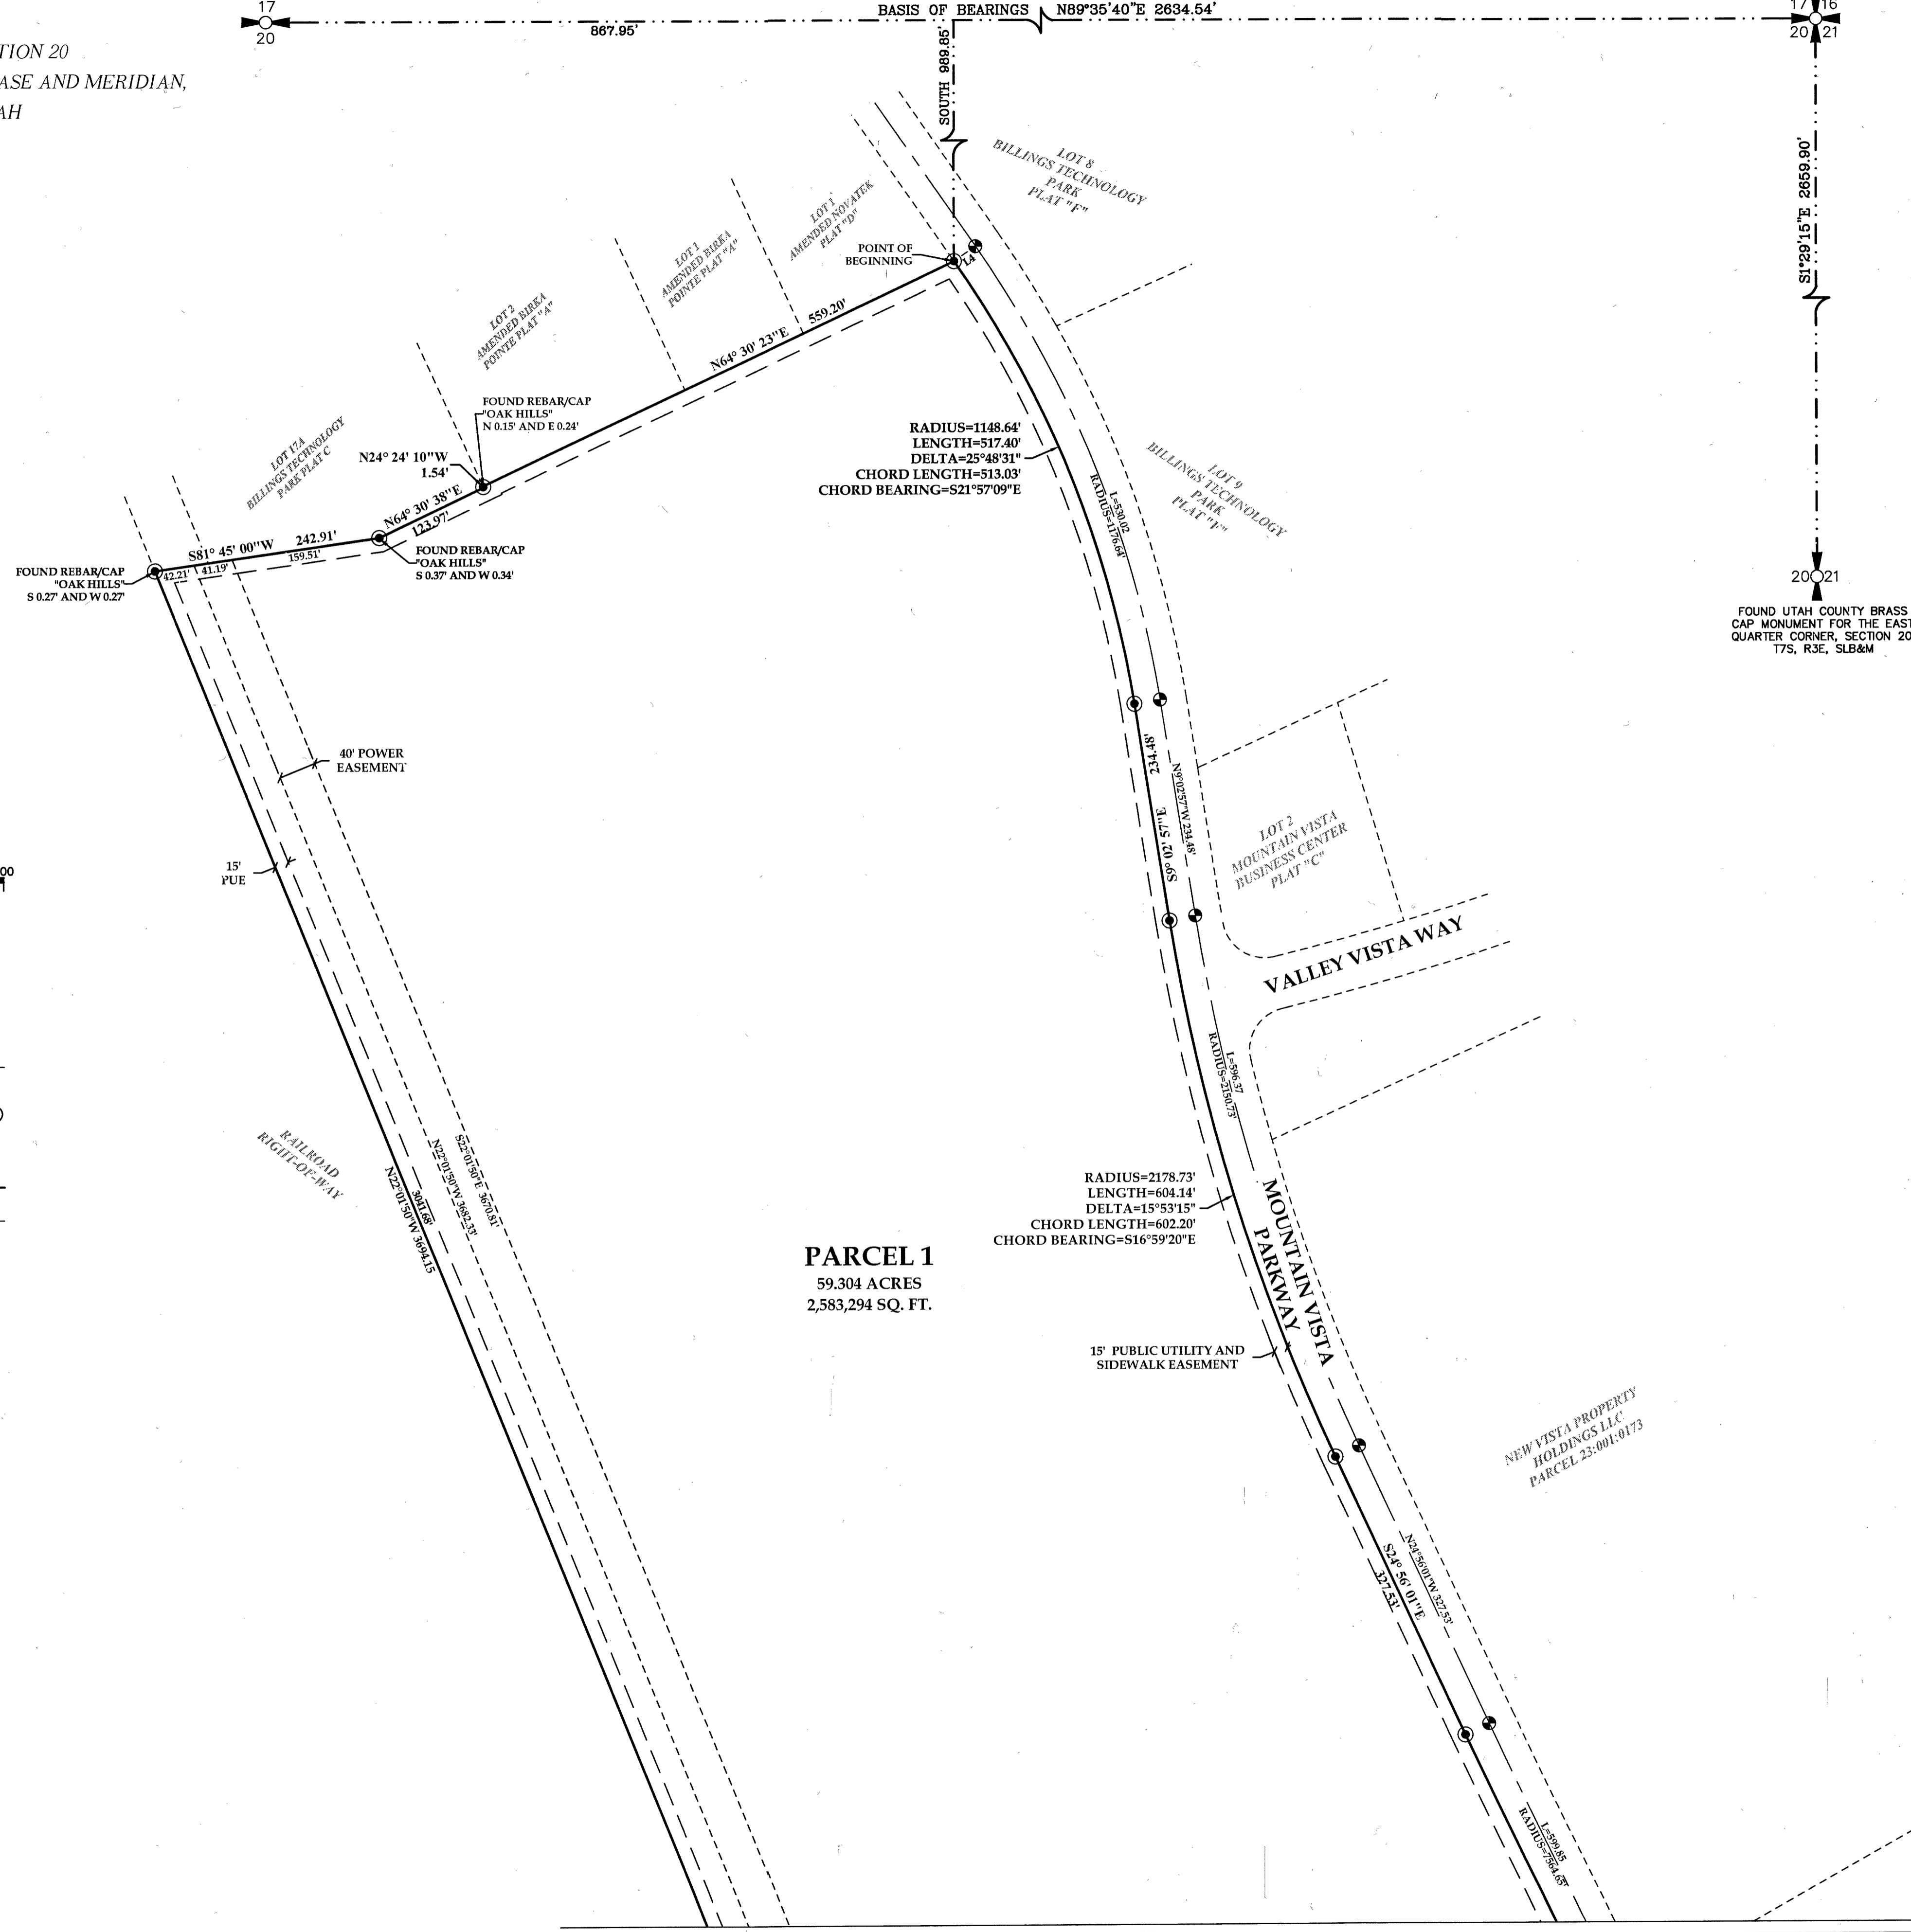 17
20
BASIS OF BEARINGS
N89°35'40"E 2634.54'
867.95'
17 16
20 21
TION 20
ASE AND MERIDIAN,
AH
SOUTH 989.85'
S1°29'15"E 2659.90'
20 21
FOUND UTAH COUNTY BRASS
CAP MONUMENT FOR THE EAST
QUARTER CORNER, SECTION 20
T7S, R3E, SLB&M
LOT 8
BILLINGS TECHNOLOGY
PARK
PLAT "F"
LOT 1
AMENDED NOVATEK
PLAT "D"
LOT 1
AMENDED BIRKA
POINTE PLAT "A"
LOT 2
AMENDED BIRKA
POINTE PLAT "A"
LOT 17A
BILLINGS TECHNOLOGY
PARK PLAT C
POINT OF
BEGINNING
L4
N64° 30' 23"E
559.20'
FOUND REBAR/CAP
"OAK HILLS"
N 0.15' AND E 0.24'
N24° 24' 10"W
1.54'
N64° 30' 38"E
123.97'
FOUND REBAR/CAP
"OAK HILLS"
S 0.37' AND W 0.34'
S81° 45' 00"W
242.91'
42.21'
41.19'
159.51'
FOUND REBAR/CAP
"OAK HILLS"
S 0.27' AND W 0.27'
RADIUS=1148.64'
LENGTH=517.40'
DELTA=25°48'31"
CHORD LENGTH=513.03'
CHORD BEARING=S21°57'09"E
L=530.02
RADIUS=1176.64'
LOT 9
BILLINGS TECHNOLOGY
PARK
PLAT "F"
40' POWER
EASEMENT
15'
PUE
00
234.48'
S9° 02' 57"E
N9°02'57"W 234.48'
LOT 2
MOUNTAIN VISTA
BUSINESS CENTER
PLAT "C"
VALLEY VISTA WAY
L=596.37
RADIUS=2150.73'
RAILROAD
RIGHT-OF-WAY
N22°01'50"W 3694.15
3041.68'
N22°01'50"W 3682.33'
S22°01'50"E 3670.81'
RADIUS=2178.73'
LENGTH=604.14'
DELTA=15°53'15"
CHORD LENGTH=602.20'
CHORD BEARING=S16°59'20"E
PARCEL 1
59.304 ACRES
2,583,294 SQ. FT.
MOUNTAIN VISTA
PARKWAY
15' PUBLIC UTILITY AND
SIDEWALK EASEMENT
NEW VISTA PROPERTY
HOLDINGS LLC
PARCEL 23:001:0173
S24° 56' 01"E
327.53'
N24°56'01"W 327.53'
L=599.85
RADIUS=7564.65'